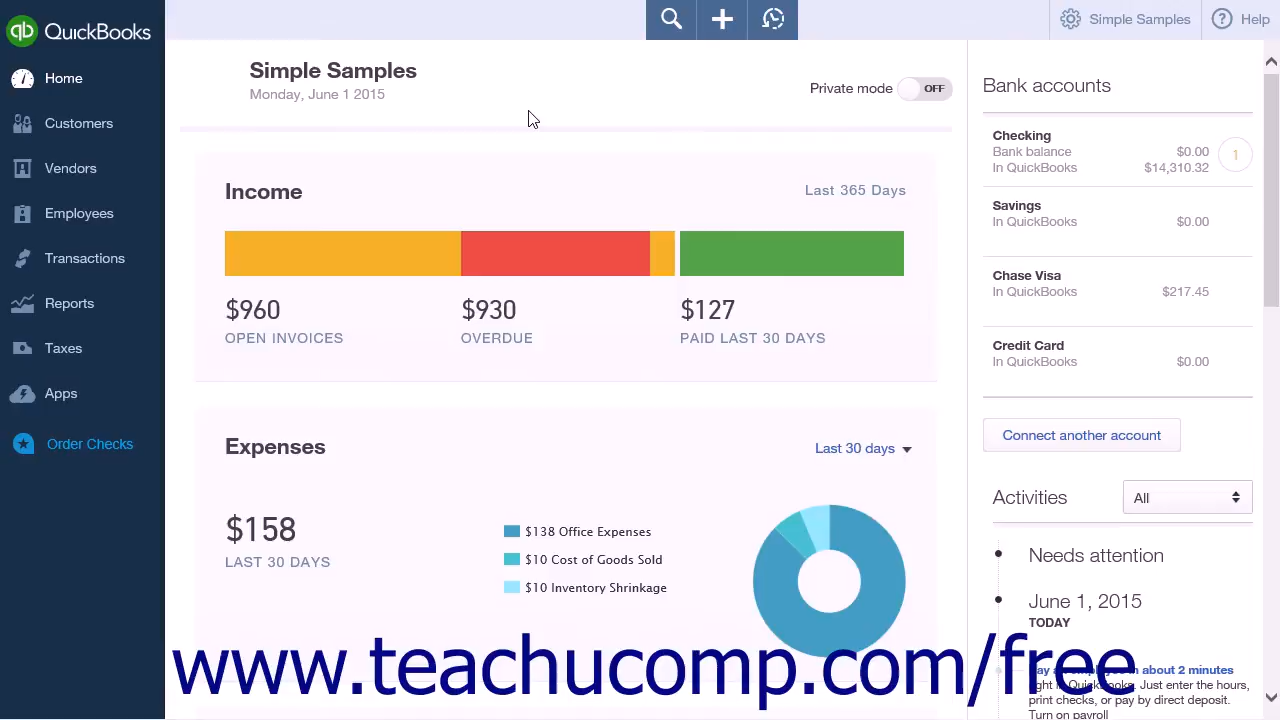 QuickBooks
Home
Customers
Vendors
Employees
Transactions
Reports
Taxes
Apps
Order Checks
Simple Samples
Help
Simple Samples
Monday, June 1 2015
Private mode
OFF
Income
Last 365 Days
$960
OPEN INVOICES
$930
OVERDUE
$127
PAID LAST 30 DAYS
Expenses
Last 30 days
$158
LAST 30 DAYS
$138 Office Expenses
$10 Cost of Goods Sold
$10 Inventory Shrinkage
Bank accounts
Checking
Bank balance $0.00
In QuickBooks $14,310.32
1
Savings
In QuickBooks $0.00
Chase Visa
In QuickBooks $217.45
Credit Card
In QuickBooks $0.00
Connect another account
Activities
All
Needs attention
June 1, 2015
TODAY
about 2 minutes
QuickBooks. Just enter the hours,
print checks, or pay by direct deposit.
Turn on payroll
www.teachucomp.com/free